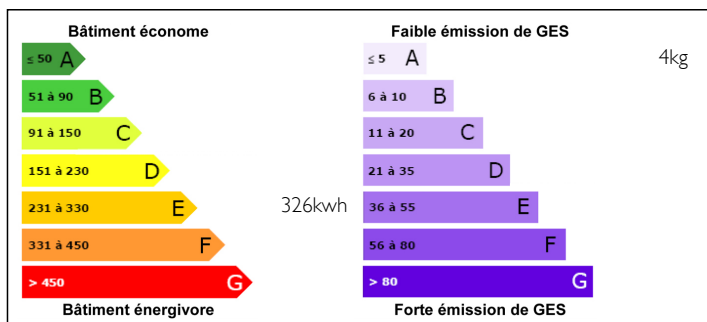 Bâtiment économe
≤ 50 A
51 à 90 B
91 à 150 C
151 à 230 D
231 à 330 E
326kwh
331 à 450 F
> 450 G
Bâtiment énergivore
Faible émission de GES
≤ 5 A
4kg
6 à 10 B
11 à 20 C
21 à 35 D
36 à 55 E
56 à 80 F
> 80 G
Forte émission de GES